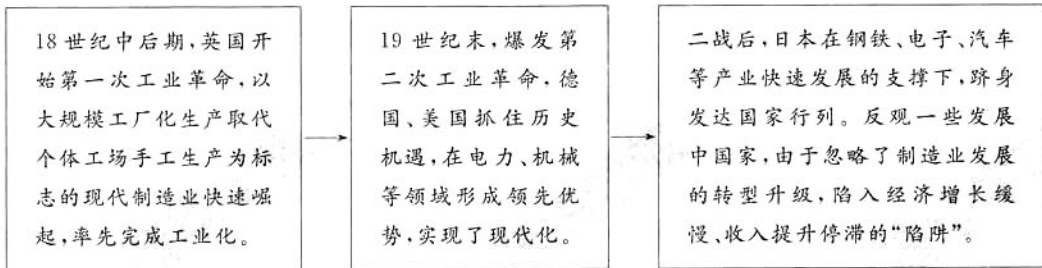 18世纪中后期,英国开
始第一次工业革命,以
大规模工厂化生产取代
个体工场手工生产为标
志的现代制造业快速崛
起,率先完成工业化。
19世纪末,爆发第
二次工业革命,德
国、美国抓住历史
机遇,在电力、机械
等领域形成领先优
势,实现了现代化。
二战后,日本在钢铁、电子、汽车
等产业快速发展的支撑下,跻身
发达国家行列。反观一些发展
中国家,由于忽略了制造业发展
的转型升级,陷入经济增长缓
慢、收入提升停滞的“陷阱”。